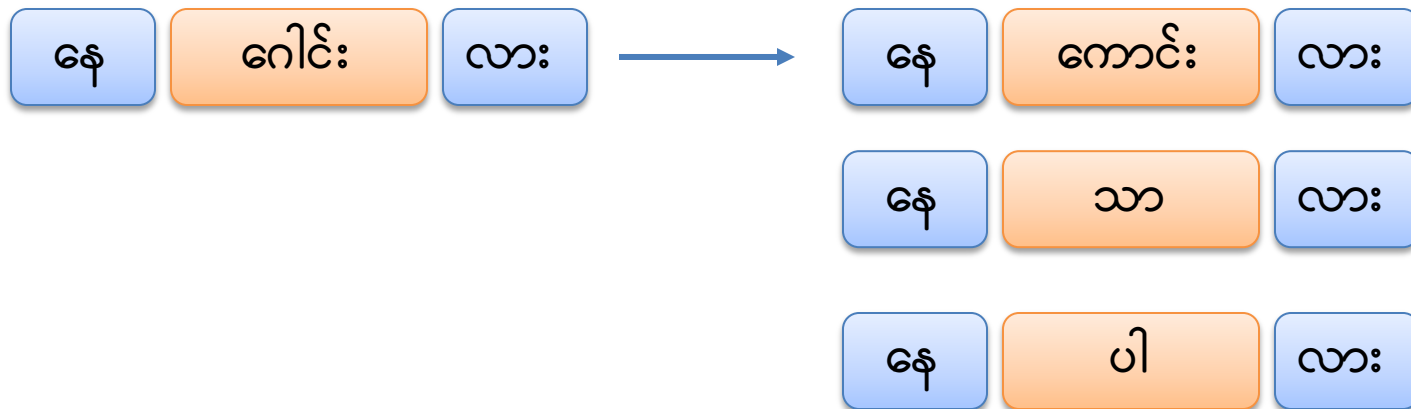 နေ ဂေါင်း လား နေ ကောင်း လား
နေ သာ လား
နေ ပါ လား